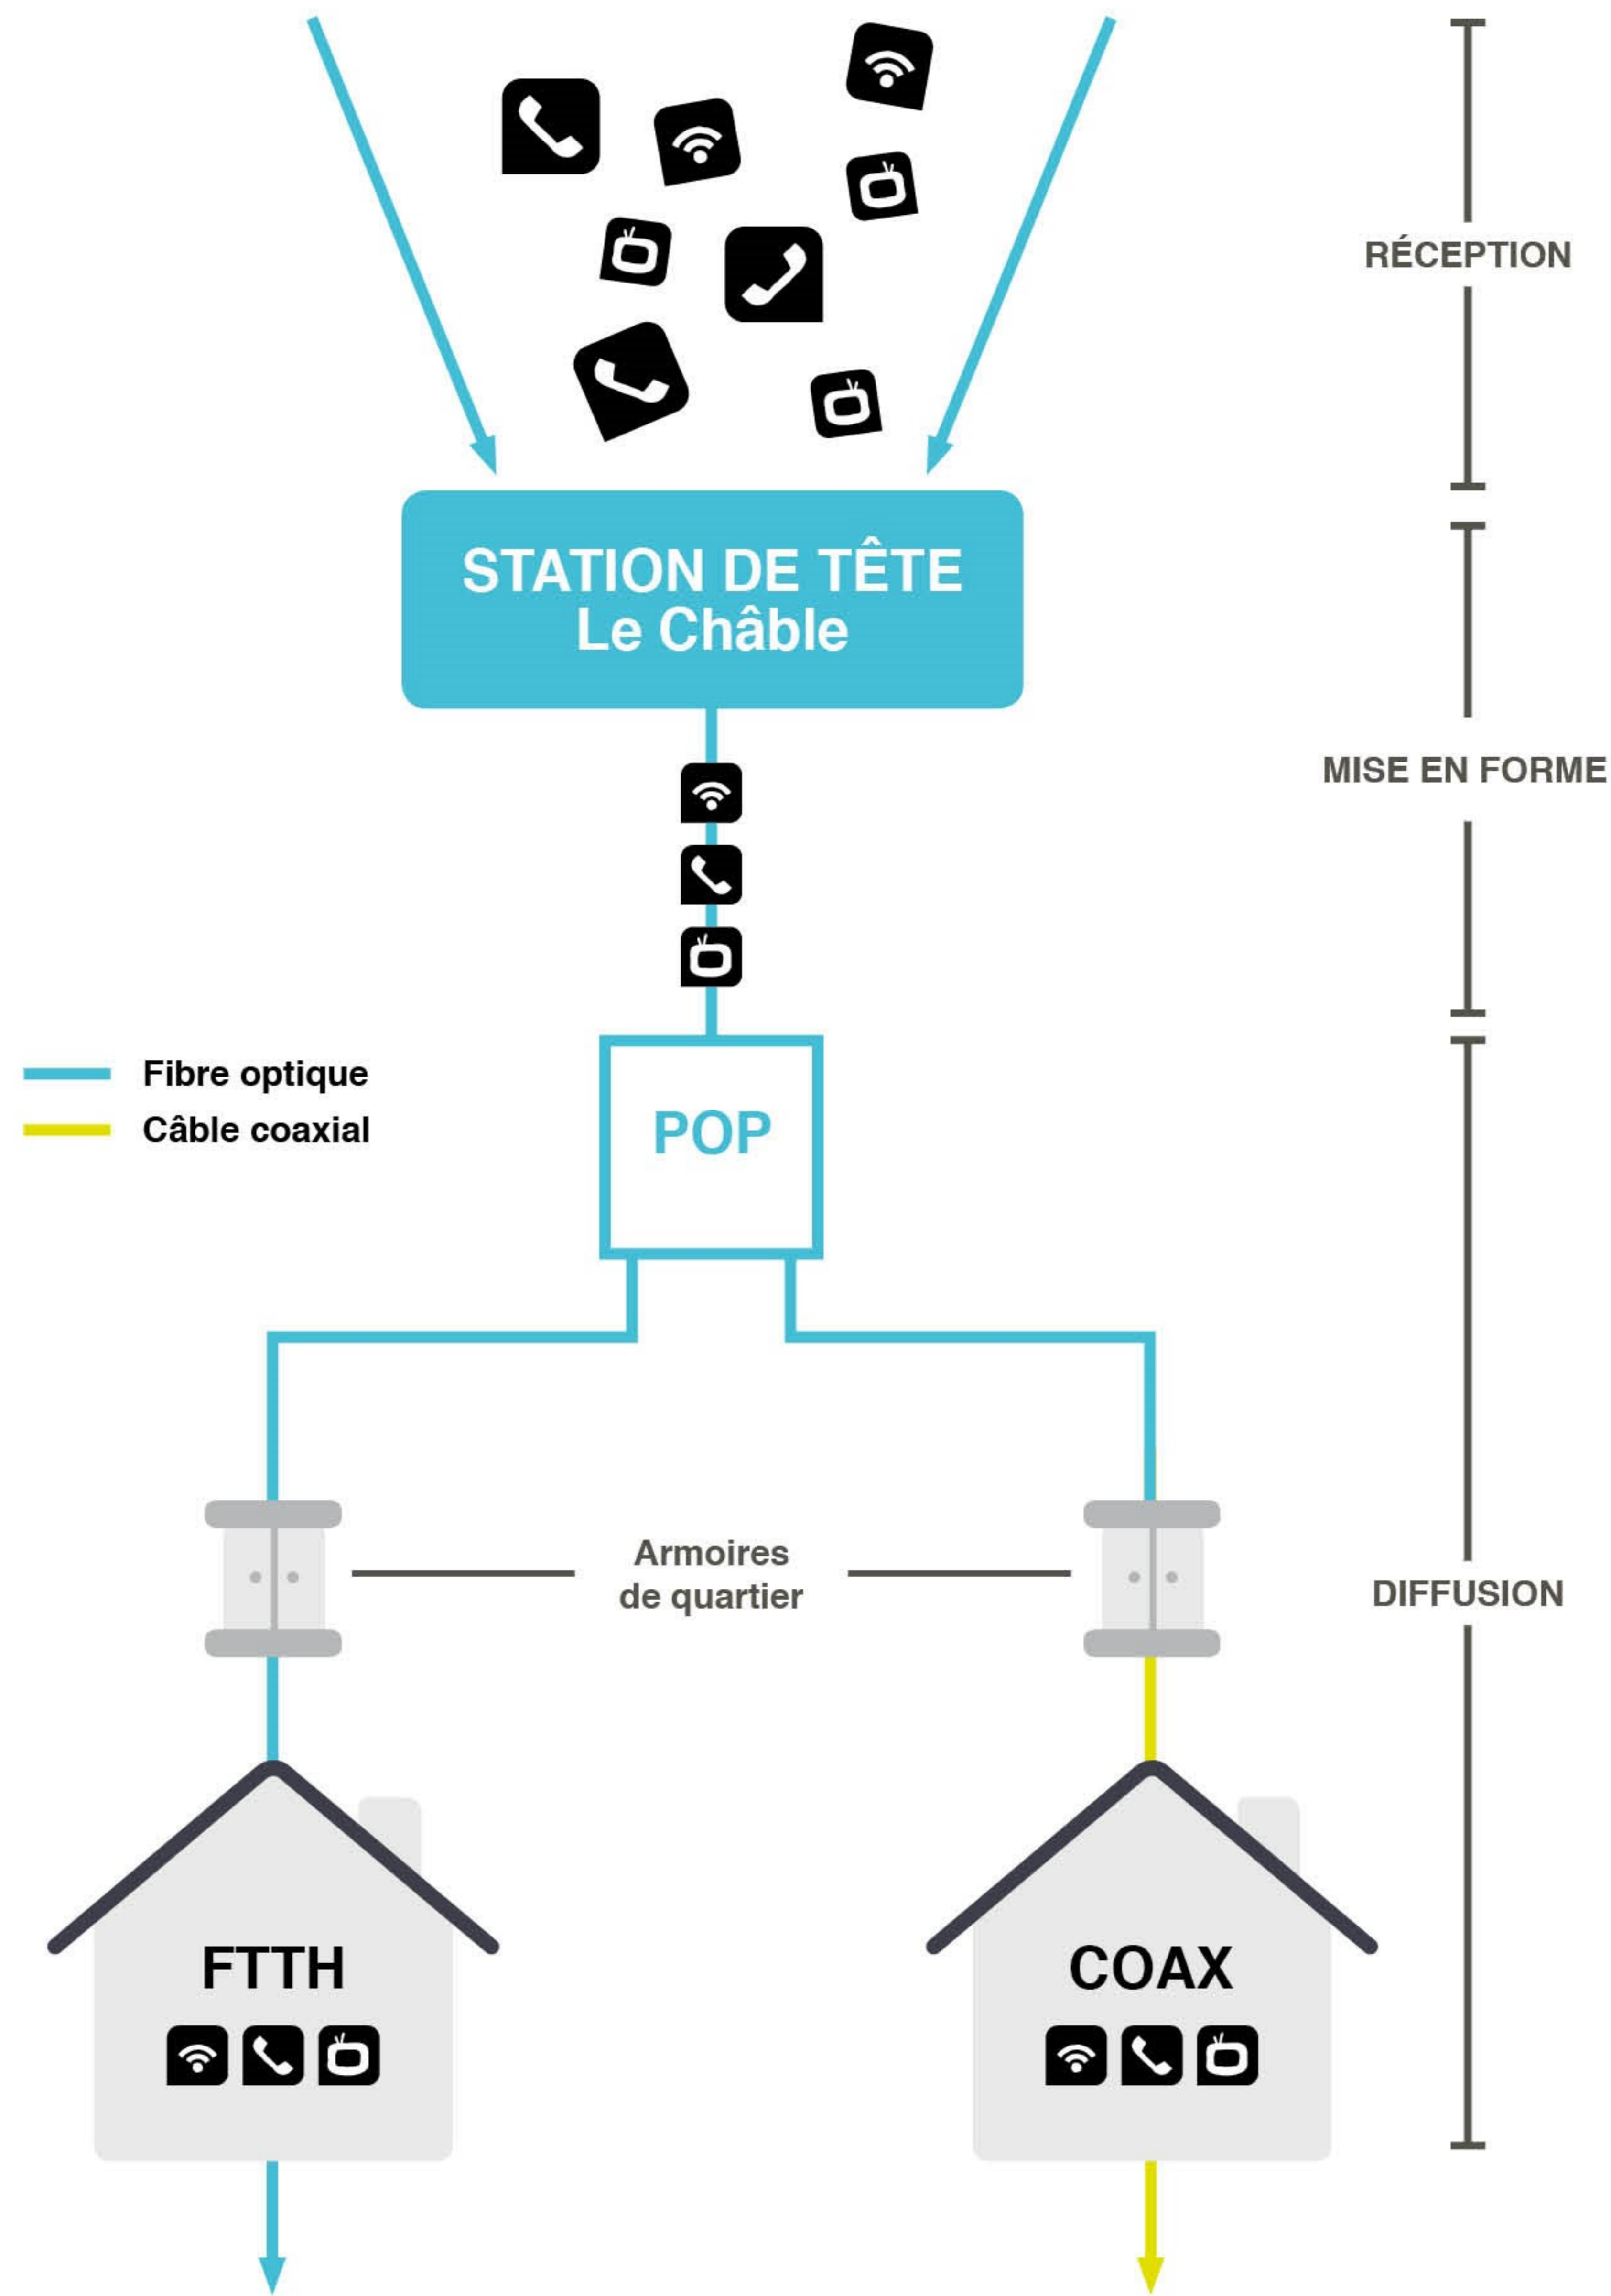 RÉCEPTION
STATION DE TÊTE
Le Châble
MISE EN FORME
Fibre optique
Câble coaxial
POP
Armoires
de quartier
DIFFUSION
FTTH
COAX